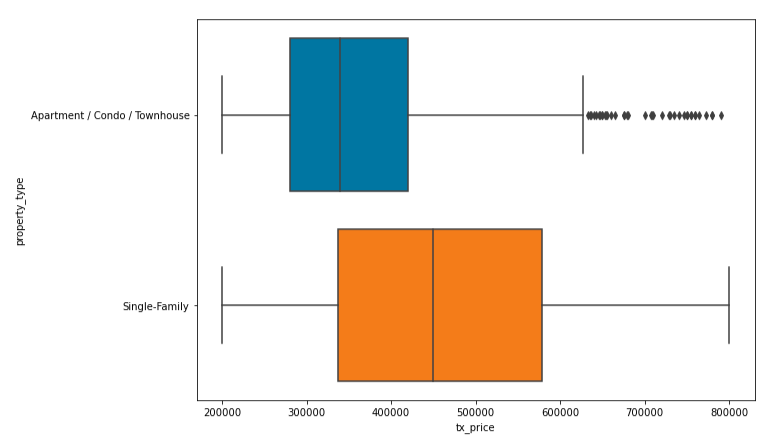 property_type
Apartment / Condo / Townhouse
Single-Family
200000 300000 400000 500000 600000 700000 800000
tx_price